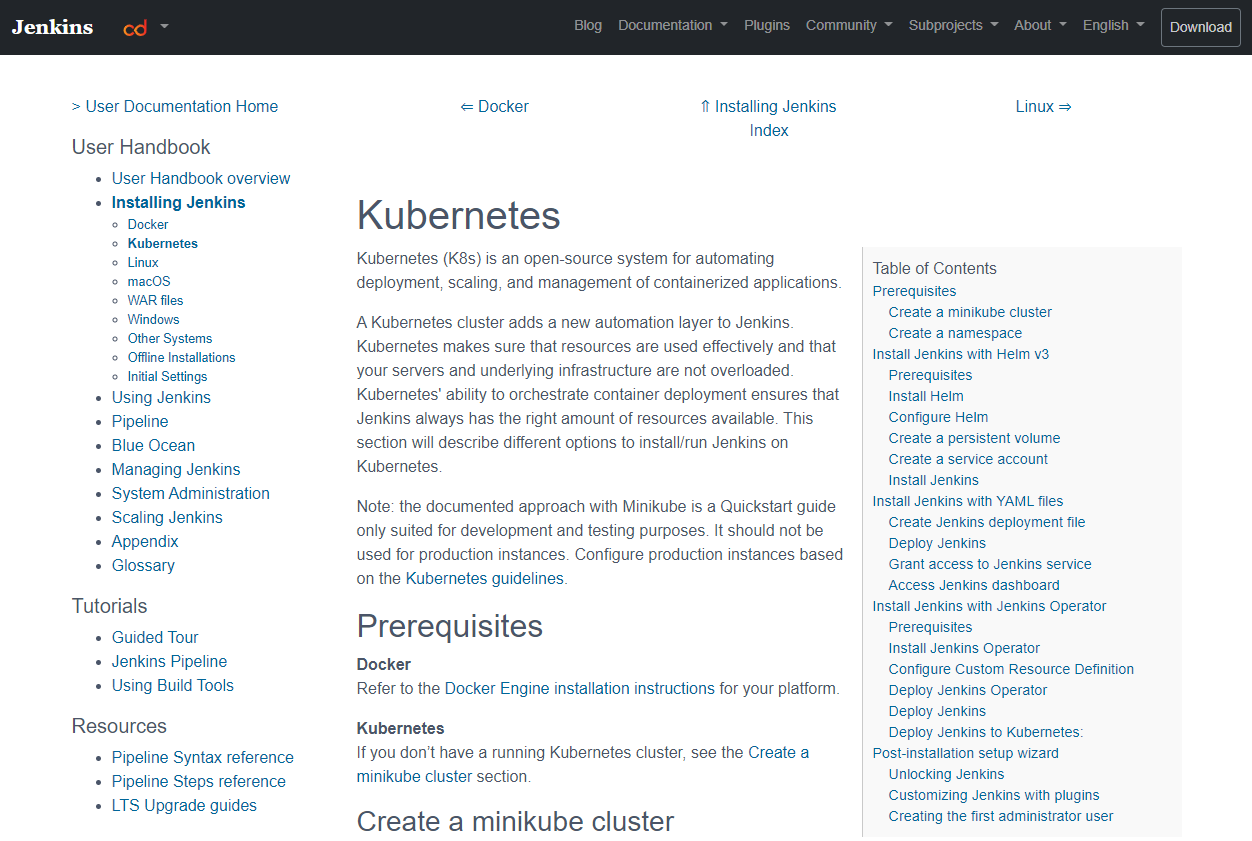 Jenkins
cd
Blog
Documentation
Plugins
Community
Subprojects
About
English
Download
> User Documentation Home
⇐ Docker
⇑ Installing Jenkins
Index
Linux ⇒
User Handbook
User Handbook overview
Installing Jenkins
Docker
Kubernetes
Linux
macOS
WAR files
Windows
Other Systems
Offline Installations
Initial Settings
Using Jenkins
Pipeline
Blue Ocean
Managing Jenkins
System Administration
Scaling Jenkins
Appendix
Glossary
Tutorials
Guided Tour
Jenkins Pipeline
Using Build Tools
Resources
Pipeline Syntax reference
Pipeline Steps reference
LTS Upgrade guides
Kubernetes
Kubernetes (K8s) is an open-source system for automating
deployment, scaling, and management of containerized applications.
A Kubernetes cluster adds a new automation layer to Jenkins.
Kubernetes makes sure that resources are used effectively and that
your servers and underlying infrastructure are not overloaded.
Kubernetes' ability to orchestrate container deployment ensures that
Jenkins always has the right amount of resources available. This
section will describe different options to install/run Jenkins on
Kubernetes.
Note: the documented approach with Minikube is a Quickstart guide
only suited for development and testing purposes. It should not be
used for production instances. Configure production instances based
on the Kubernetes guidelines.
Prerequisites
Docker
Refer to the Docker Engine installation instructions for your platform.
Kubernetes
If you don’t have a running Kubernetes cluster, see the Create a
minikube cluster section.
Create a minikube cluster
Table of Contents
Prerequisites
Create a minikube cluster
Create a namespace
Install Jenkins with Helm v3
Prerequisites
Install Helm
Configure Helm
Create a persistent volume
Create a service account
Install Jenkins
Install Jenkins with YAML files
Create Jenkins deployment file
Deploy Jenkins
Grant access to Jenkins service
Access Jenkins dashboard
Install Jenkins with Jenkins Operator
Prerequisites
Install Jenkins Operator
Configure Custom Resource Definition
Deploy Jenkins Operator
Deploy Jenkins
Deploy Jenkins to Kubernetes:
Post-installation setup wizard
Unlocking Jenkins
Customizing Jenkins with plugins
Creating the first administrator user